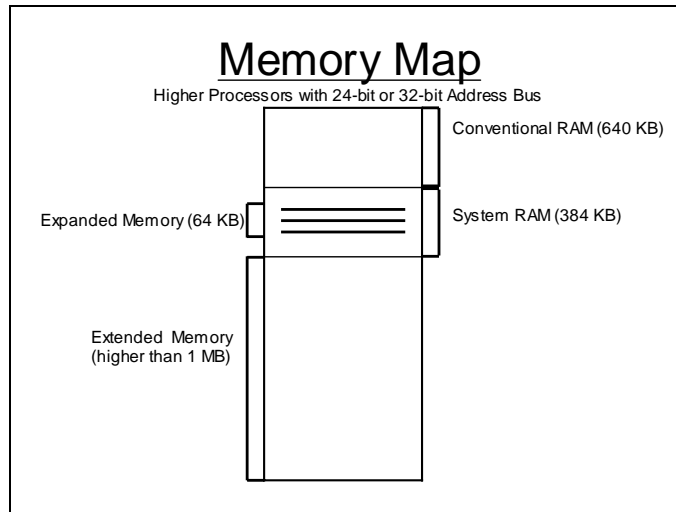 Memory Map
Higher Processors with 24-bit or 32-bit Address Bus
Conventional RAM (640 KB)
Expanded Memory (64 KB)
System RAM (384 KB)
Extended Memory
(higher than 1 MB)